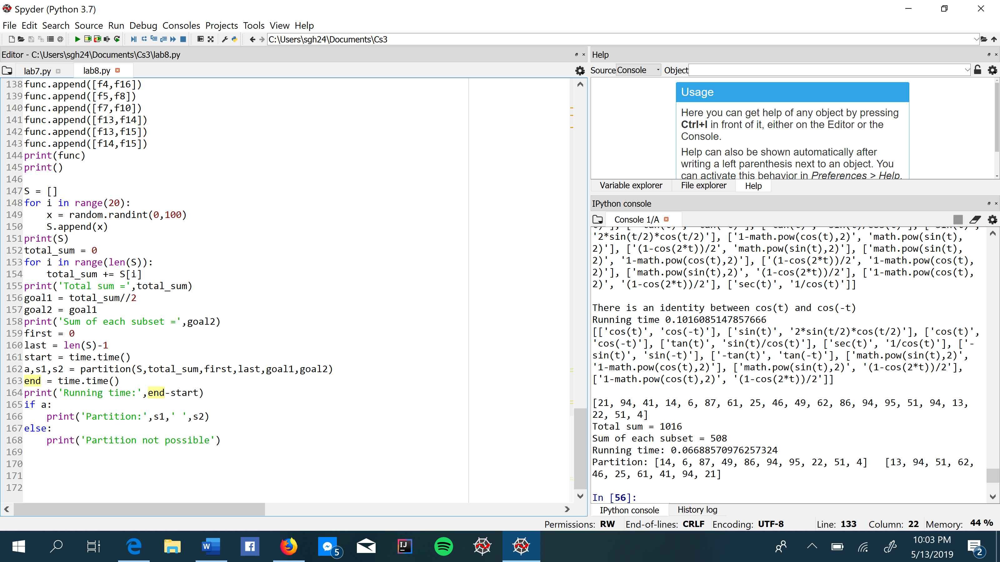 Spyder (Python 3.7)
File Edit Search Source Run Debug Consoles Projects Tools View Help
C:\Users\sgh24\Documents\Cs3
Editor - C:\Users\sgh24\Documents\Cs3\lab8.py
lab7.py
lab8.py
138 func.append([f4,f16])
139 func.append([f5,f8])
140 func.append([f7,f10])
141 func.append([f13,f14])
142 func.append([f13,f15])
143 func.append([f14,f15])
144 print(func)
145 print()
146
147 S = []
148 for i in range(20):
149     x = random.randint(0,100)
150     S.append(x)
151 print(S)
152 total_sum = 0
153 for i in range(len(S)):
154     total_sum += S[i]
155 print('Total sum =',total_sum)
156 goal1 = total_sum//2
157 goal2 = goal1
158 print('Sum of each subset =',goal2)
159 first = 0
160 last = len(S)-1
161 start = time.time()
162 a,s1,s2 = partition(S,total_sum,first,last,goal1,goal2)
163 end = time.time()
164 print('Running time:',end-start)
165 if a:
166     print('Partition:',s1,' ',s2)
167 else:
168     print('Partition not possible')
169
170
171
172
Help
Source Console Object
Usage
Here you can get help of any object by pressing
Ctrl+I in front of it, either on the Editor or the
Console.
Help can also be shown automatically after
writing a left parenthesis next to an object. You
can activate this behavior in Preferences > Help.
Variable explorer File explorer Help
IPython console
Console 1/A
'2*sin(t/2)*cos(t/2)'], ['1-math.pow(cos(t),2)', 'math.pow(sin(t),
2)'], ['(1-cos(2*t))/2', 'math.pow(sin(t),2)'], ['math.pow(sin(t),
2)', '1-math.pow(cos(t),2)'], ['(1-cos(2*t))/2', '1-math.pow(cos(t),
2)'], ['math.pow(sin(t),2)', '(1-cos(2*t))/2'], ['1-math.pow(cos(t),
2)', '(1-cos(2*t))/2'], ['sec(t)', '1/cos(t)']]
There is an identity between cos(t) and cos(-t)
Running time 0.1016085147857666
[['cos(t)', 'cos(-t)'], ['sin(t)', '2*sin(t/2)*cos(t/2)'], ['cos(t)',
'cos(-t)'], ['tan(t)', 'sin(t)/cos(t)'], ['sec(t)', '1/cos(t)'], ['-
sin(t)', 'sin(-t)'], ['-tan(t)', 'tan(-t)'], ['math.pow(sin(t),2)',
'1-math.pow(cos(t),2)'], ['math.pow(sin(t),2)', '(1-cos(2*t))/2'],
['1-math.pow(cos(t),2)', '(1-cos(2*t))/2']]
[21, 94, 41, 14, 6, 87, 61, 25, 46, 49, 62, 86, 94, 95, 51, 94, 13,
22, 51, 4]
Total sum = 1016
Sum of each subset = 508
Running time: 0.06688570976257324
Partition: [14, 6, 87, 49, 86, 94, 95, 22, 51, 4]   [13, 94, 51, 62,
46, 25, 61, 41, 94, 21]
In [56]:
IPython console History log
Permissions: RW End-of-lines: CRLF Encoding: UTF-8 Line: 133 Column: 22 Memory: 44 %
5
IJ
10:03 PM
5/13/2019
2